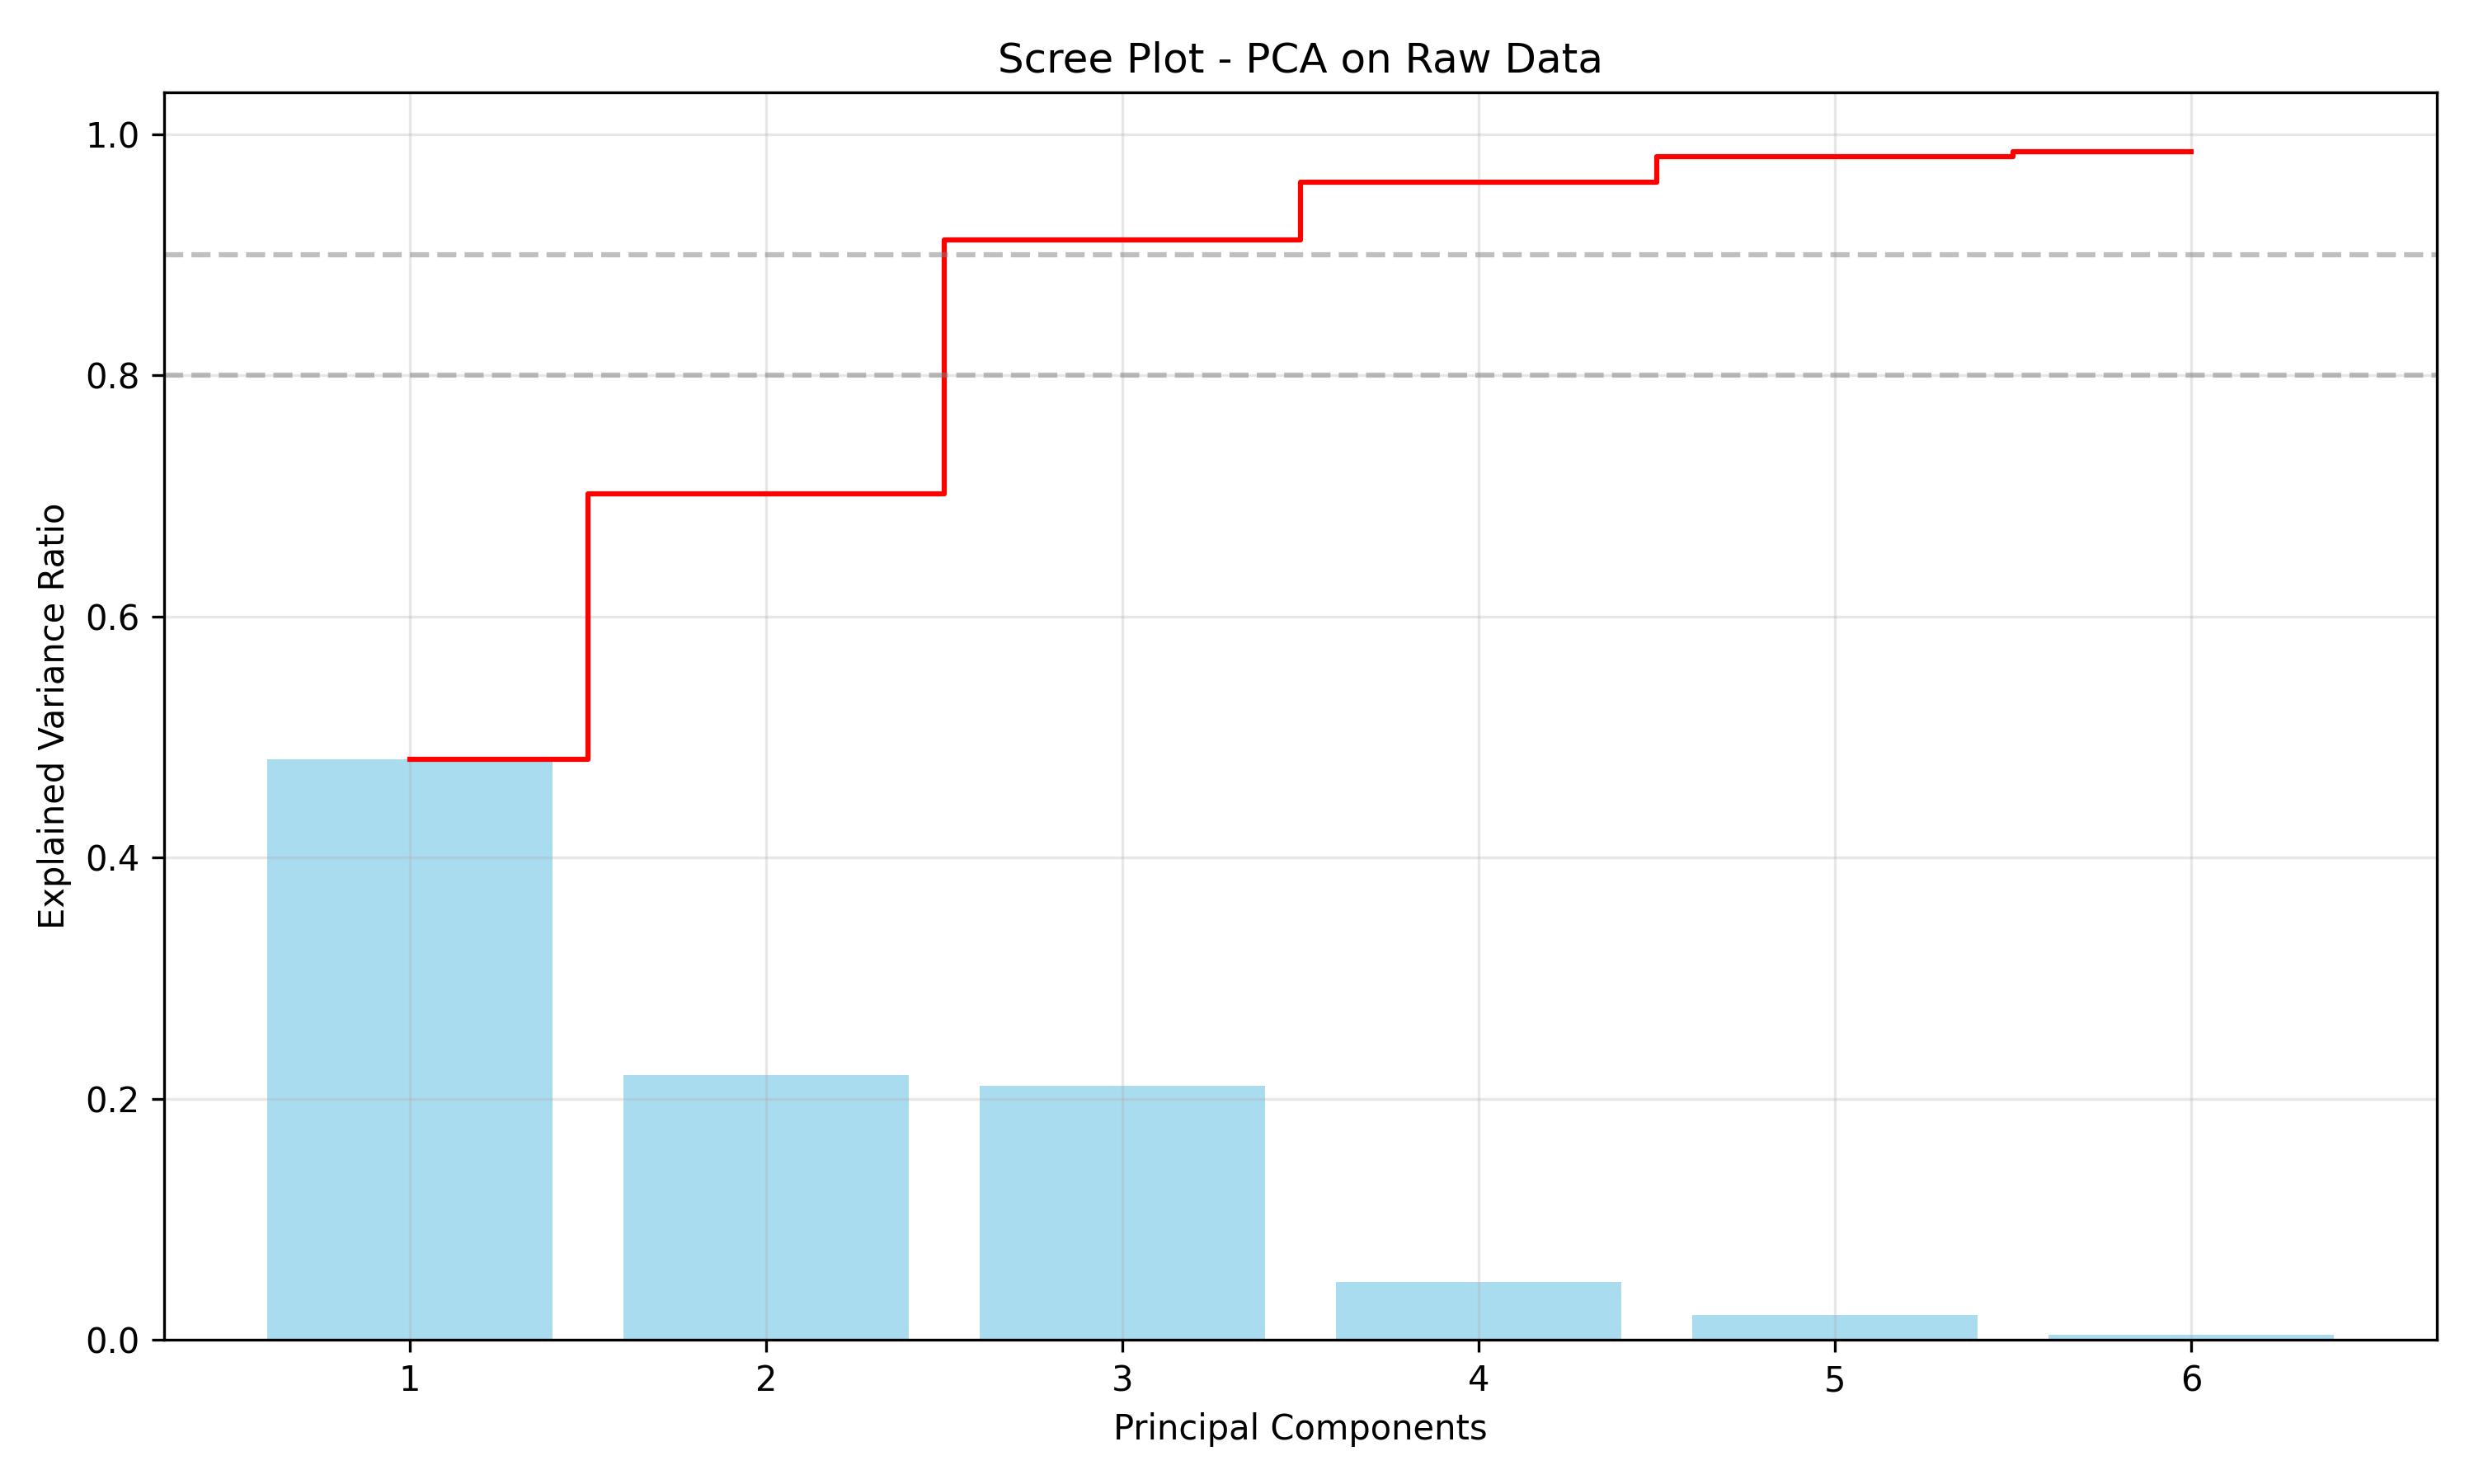 Scree Plot - PCA on Raw Data
1.0
0.8
0.6
0.4
0.2
0.0
Explained Variance Ratio
1 2 3 4 5 6
Principal Components